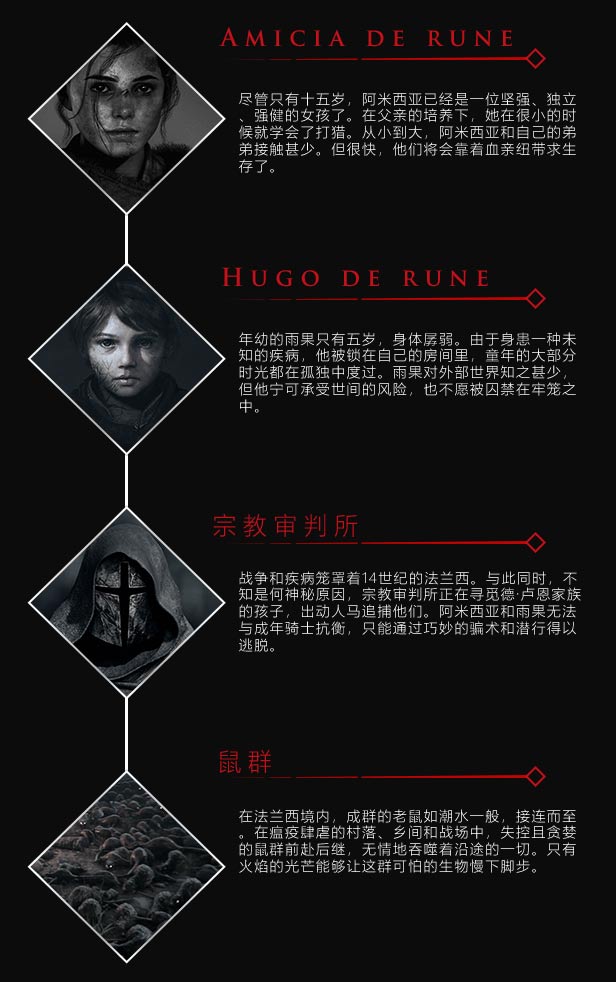 AMICIA DE RUNE
尽管只有十五岁，阿米西亚已经是一位坚强、独立
、强健的女孩了。在父亲的培养下，她在很小的时
候就学会了打猎。从小到大，阿米西亚和自己的弟
弟接触甚少。但很快，他们将会靠着血亲纽带求生
存了。
HUGO DE RUNE
年幼的雨果只有五岁，身体孱弱。由于身患一种未
知的疾病，他被锁在自己的房间里，童年的大部分
时光都在孤独中度过。雨果对外部世界知之甚少，
但他宁可承受世间的风险，也不愿被囚禁在牢笼之
中。
宗教审判所
战争和疾病笼罩着14世纪的法兰西。与此同时，不
知是何神秘原因，宗教审判所正在寻觅德·卢恩家族
的孩子，出动人马追捕他们。阿米西亚和雨果无法
与成年骑士抗衡，只能通过巧妙的骗术和潜行得以
逃脱。
鼠群
在法兰西境内，成群的老鼠如潮水一般，接连而至
。在瘟疫肆虐的村落、乡间和战场中，失控且贪婪
的鼠群前赴后继，无情地吞噬着沿途的一切。只有
火焰的光芒能够让这群可怕的生物慢下脚步。